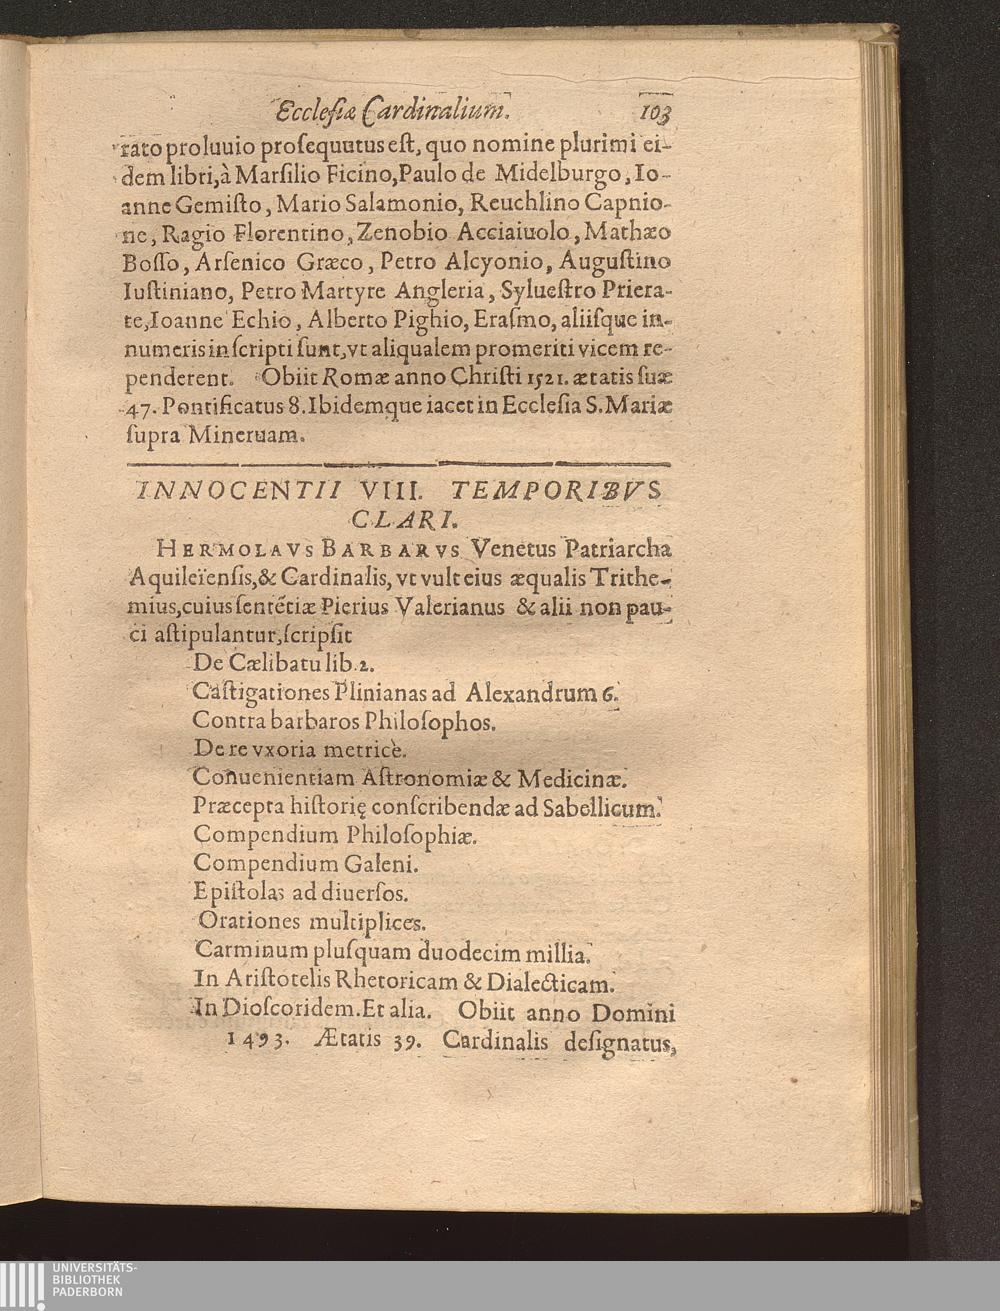 Ecclesiæ Cardinalium. 103
rato proluuio prosequutus est, quo nomine plurimi ei-
dem libri, à Marsilio Ficino, Paulo de Midelburgo, Io-
anne Gemisto, Mario Salamonio, Reuchlino Capnio-
ne, Ragio Florentino, Zenobio Acciaiuolo, Mathæo
Bosso, Arsenico Græco, Petro Alcyonio, Augustino
Iustiniano, Petro Martyre Angleria, Syluestro Priera-
te, Ioanne Echio, Alberto Pighio, Erasmo, aliisque in-
numeris inscripti sunt, vt aliqualem promeriti vicem re-
penderent. Obiit Romæ anno Christi 1521. ætatis suæ
47. Pontificatus 8. Ibidemque iacet in Ecclesia S. Mariæ
supra Mineruam.
INNOCENTII VIII. TEMPORIBVS
CLARI.
HERMOLAVS BARBARVS Venetus Patriarcha
Aquileïensis, & Cardinalis, vt vult eius æqualis Trithe-
mius, cuius sentẽtiæ Pierius Valerianus & alii non pau-
ci astipulantur, scripsit
De Cælibatu lib. 2.
Castigationes Plinianas ad Alexandrum 6.
Contra barbaros Philosophos.
De re vxoria metricè.
Conuenientiam Astronomiæ & Medicinæ.
Præcepta historię conscribendæ ad Sabellicum.
Compendium Philosophiæ.
Compendium Galeni.
Epistolas ad diuersos.
Orationes multiplices.
Carminum plusquam duodecim millia.
In Aristotelis Rhetoricam & Dialecticam.
In Dioscoridem. Et alia. Obiit anno Domini
1493. Ætatis 39. Cardinalis designatus,
UNIVERSITÄTS-
BIBLIOTHEK
PADERBORN